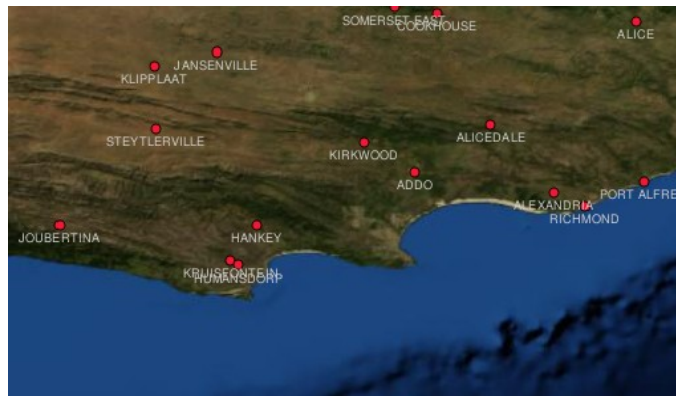 SOMERSET EAST
COOKHOUSE
ALICE
JANSENVILLE
KLIPPLAAT
STEYTLERVILLE
ALICEDALE
KIRKWOOD
ADDO
PORT ALFRE
ALEXANDRIA
RICHMOND
JOUBERTINA
HANKEY
KRUISFONTEIN
HUMANSDORP